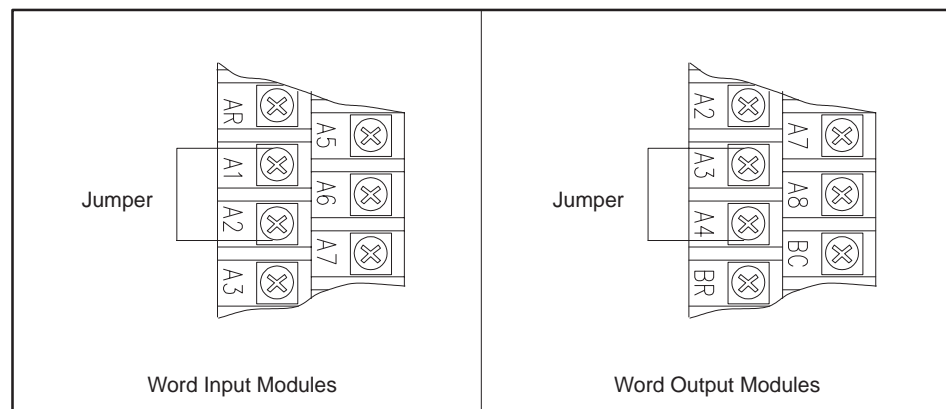 AR
A1
A2
A3
A5
A6
A7
Jumper
Word Input Modules
A2
A3
A4
BR
A7
A8
BC
Jumper
Word Output Modules